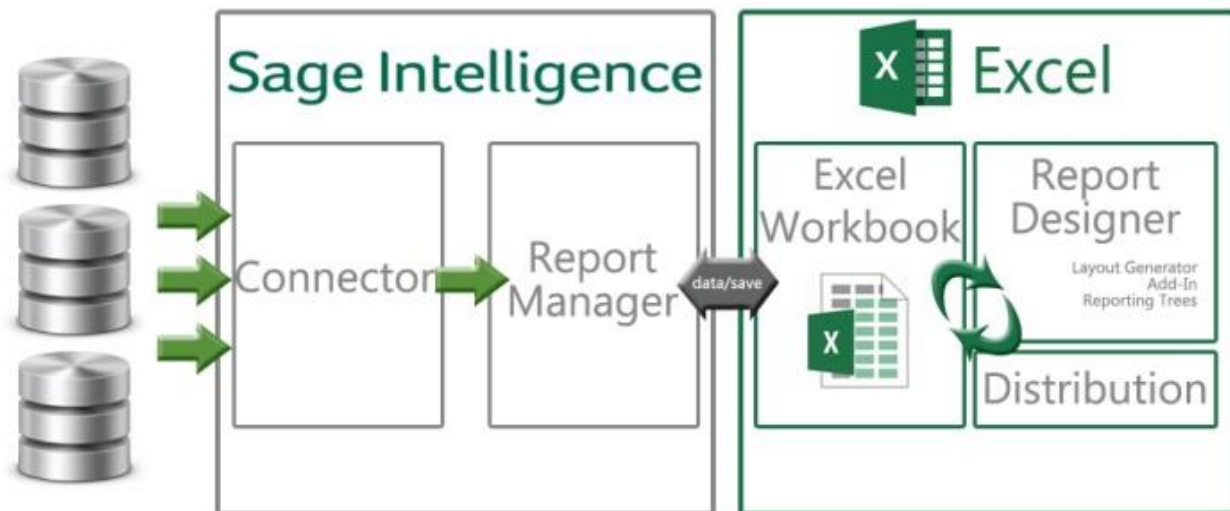 Sage Intelligence
Connector
Report
Manager
data/save
X
Excel
Excel
Workbook
X
Report
Designer
Layout Generator
Add-In
Reporting Trees
Distribution